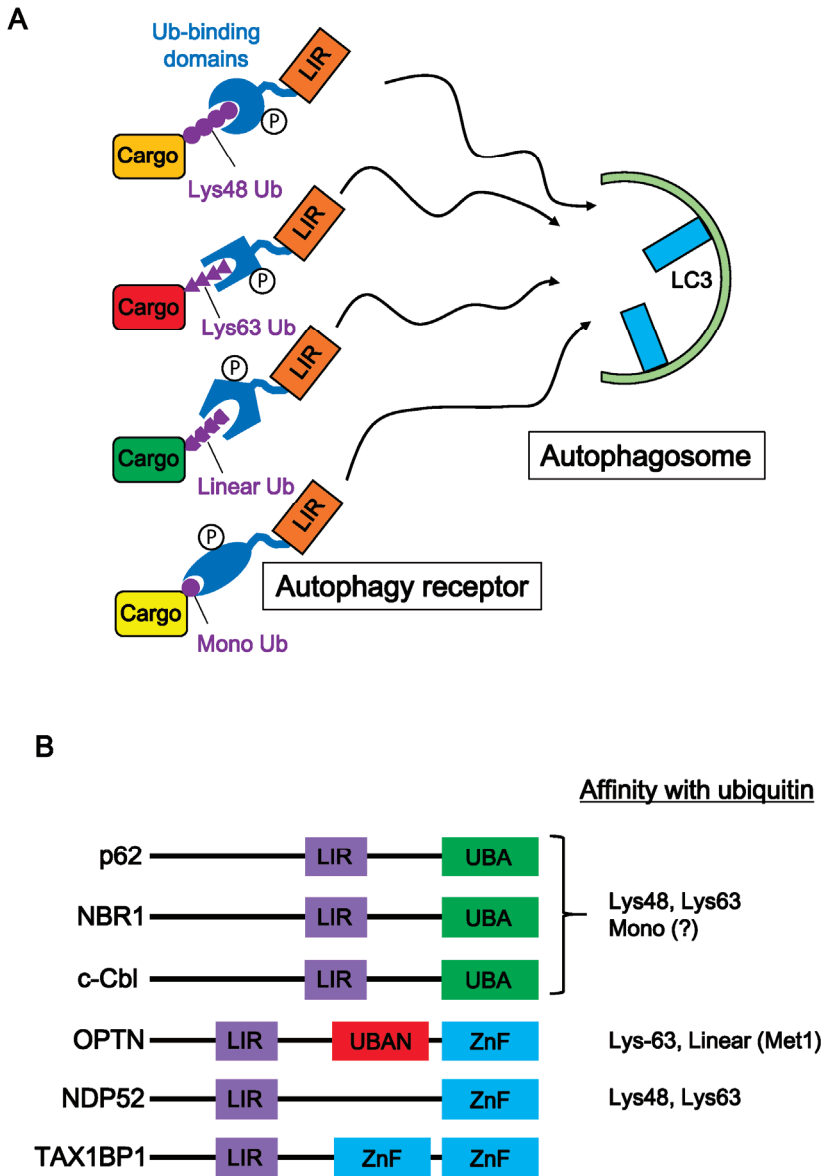 A
Ub-binding
domains
LIR
P
Cargo
Lys48 Ub
LIR
P
Cargo
Lys63 Ub
LC3
LIR
P
Cargo
Linear Ub
Autophagosome
LIR
P
Cargo
Autophagy receptor
Mono Ub
B
Affinity with ubiquitin
p62 LIR UBA
NBR1 LIR UBA
Lys48, Lys63
Mono (?)
c-Cbl LIR UBA
OPTN LIR UBAN ZnF Lys-63, Linear (Met1)
NDP52 LIR ZnF Lys48, Lys63
TAX1BP1 LIR ZnF ZnF